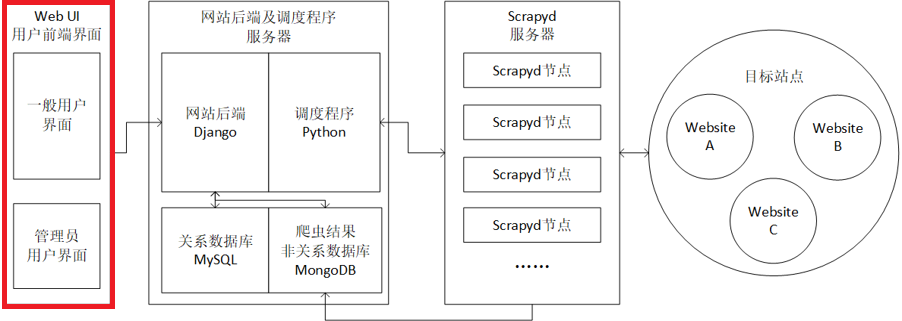 Web UI
用户前端界面
一般用户
界面
管理员
用户界面
网站后端及调度程序
服务器
网站后端
Django
调度程序
Python
关系数据库
MySQL
爬虫结果
非关系数据库
MongoDB
Scrapyd
服务器
Scrapyd节点
Scrapyd节点
Scrapyd节点
Scrapyd节点
……
目标站点
Website
A
Website
B
Website
C